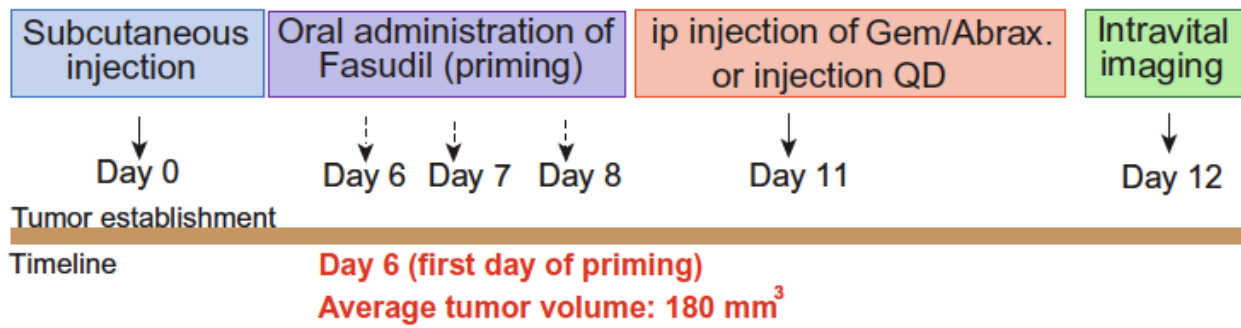 Subcutaneous
injection
Oral administration of
Fasudil (priming)
ip injection of Gem/Abrax.
or injection QD
Intravital
imaging
Day 0
Day 6
Day 7
Day 8
Day 11
Day 12
Tumor establishment
Timeline
Day 6 (first day of priming)
Average tumor volume: 180 mm³